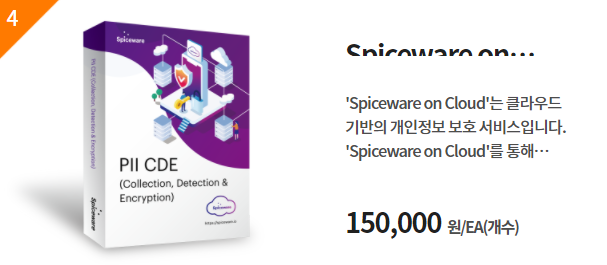 4
Spiceware
PII CDE (Collection, Detection & Encryption)
PII CDE
(Collection, Detection &
Encryption)
Spiceware
Spiceware
https://spiceware.io
Spiceware on…
'Spiceware on Cloud'는 클라우드
기반의 개인정보 보호 서비스입니다.
'Spiceware on Cloud'를 통해…
150,000 원/EA(개수)